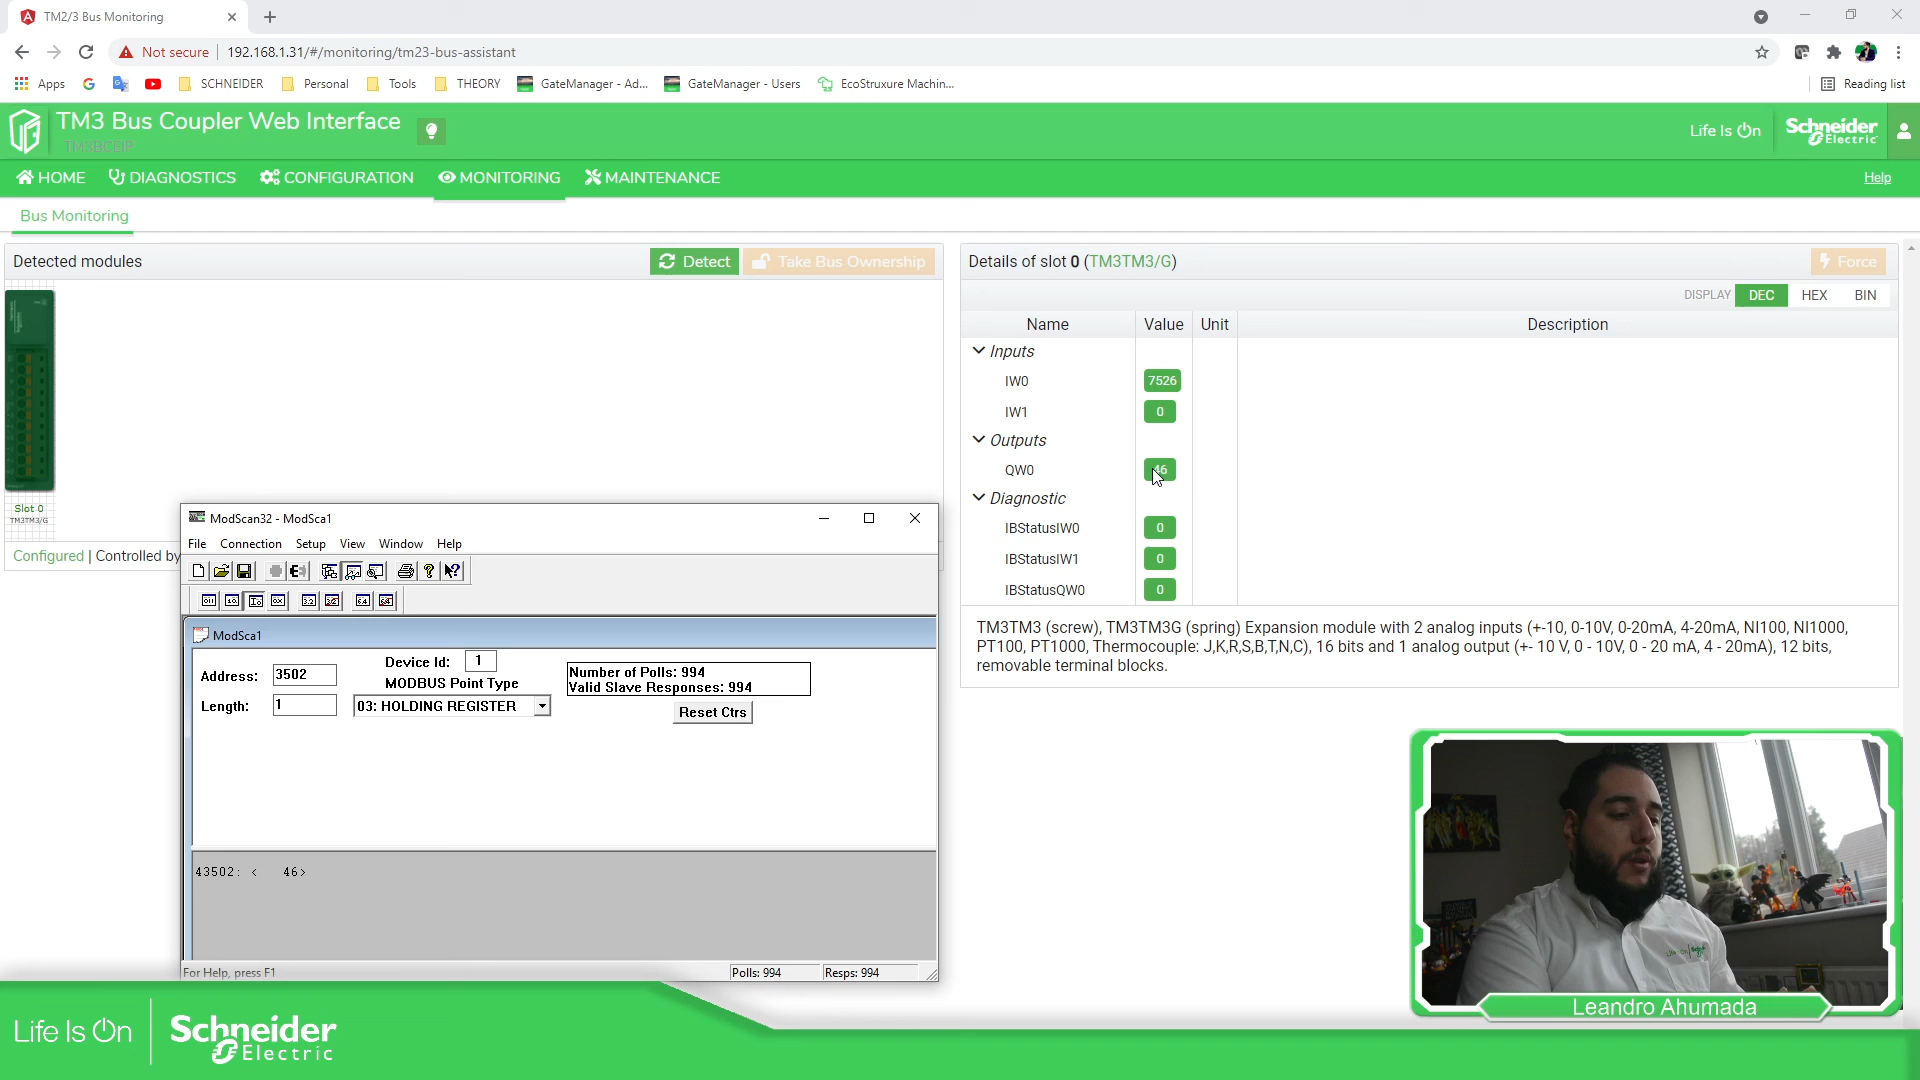 TM2/3 Bus Monitoring
Not secure
192.168.1.31/#/monitoring/tm23-bus-assistant
Apps
SCHNEIDER
Personal
Tools
THEORY
GateManager - Ad...
GateManager - Users
EcoStruxure Machin...
Reading list
TM3 Bus Coupler Web Interface
TM3BCEIP
Life Is On
Schneider
Electric
HOME
DIAGNOSTICS
CONFIGURATION
MONITORING
MAINTENANCE
Help
Bus Monitoring
Detected modules
Detect
Take Bus Ownership
Slot 0
TM3TM3/G
Configured | Controlled by
Details of slot 0 (TM3TM3/G)
Force
DISPLAY
DEC
HEX
BIN
Name
Value
Unit
Description
Inputs
IW0
7526
IW1
0
Outputs
QW0
46
Diagnostic
IBStatusIW0
0
IBStatusIW1
0
IBStatusQW0
0
TM3TM3 (screw), TM3TM3G (spring) Expansion module with 2 analog inputs (+-10, 0-10V, 0-20mA, 4-20mA, NI100, NI1000,
PT100, PT1000, Thermocouple: J,K,R,S,B,T,N,C), 16 bits and 1 analog output (+- 10 V, 0 - 10V, 0 - 20 mA, 4 - 20mA), 12 bits,
removable terminal blocks.
ModScan32 - ModSca1
File
Connection
Setup
View
Window
Help
ModSca1
Address:
3502
Length:
1
Device Id:
1
MODBUS Point Type
03: HOLDING REGISTER
Number of Polls: 994
Valid Slave Responses: 994
Reset Ctrs
43502: < 46>
For Help, press F1
Polls: 994
Resps: 994
Leandro Ahumada
Life Is On
Schneider
Electric